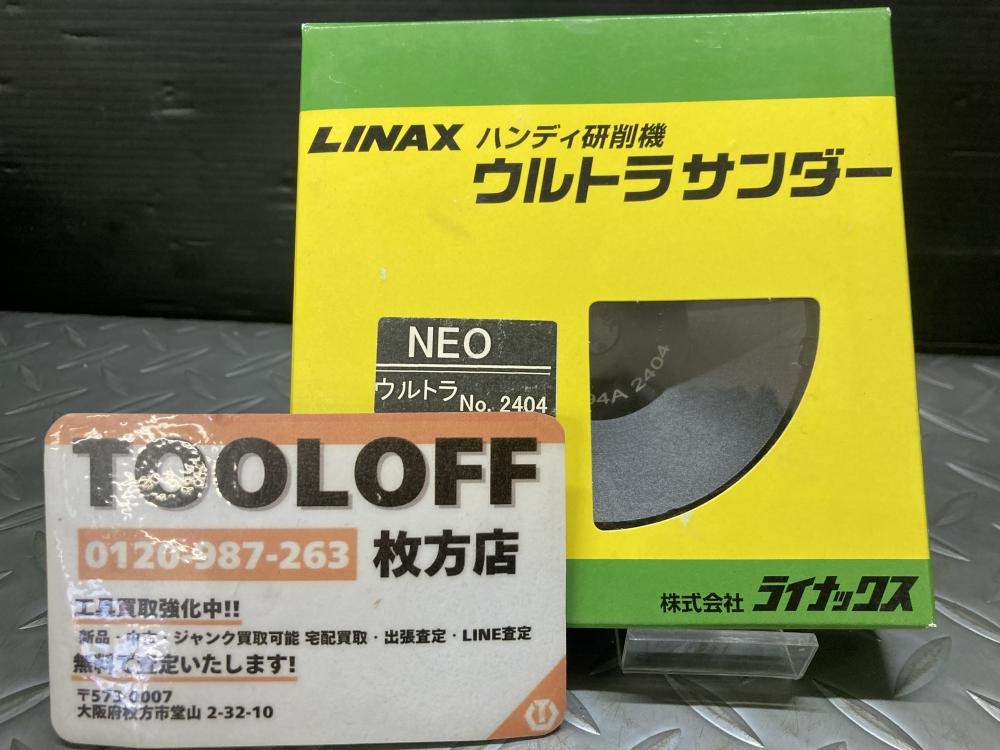 LINAX ハンディ研削機
ウルトラサンダー
NEO
ウルトラ No. 2404
94A 2404
株式会社 ライナックス
TOOLOFF
0120-987-263 枚方店
工具買取強化中!!
新品・中古・ジャンク買取可能 宅配買取・出張査定・LINE査定
無料で査定いたします!
〒573-0007
大阪府枚方市堂山 2-32-10